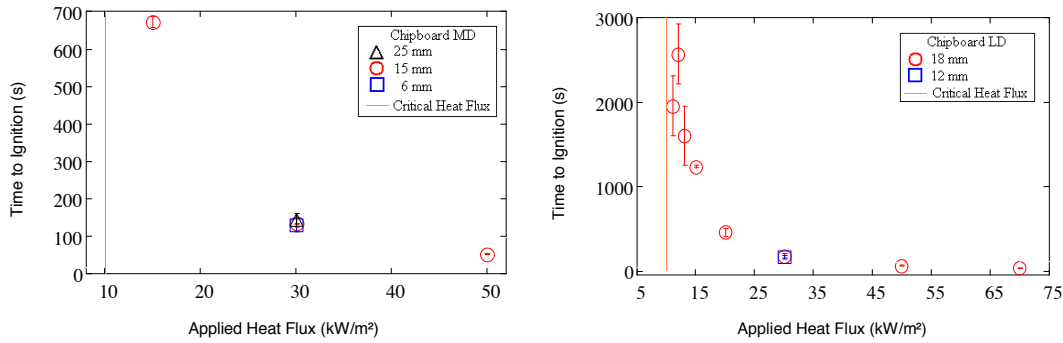 700
600
500
400
300
200
100
0
Time to Ignition (s)
Chipboard MD
25 mm
15 mm
6 mm
Critical Heat Flux
10
20
30
40
50
Applied Heat Flux (kW/m²)
3000
2000
1000
0
Time to Ignition (s)
Chipboard LD
18 mm
12 mm
Critical Heat Flux
5
15
25
35
45
55
65
75
Applied Heat Flux (kW/m²)